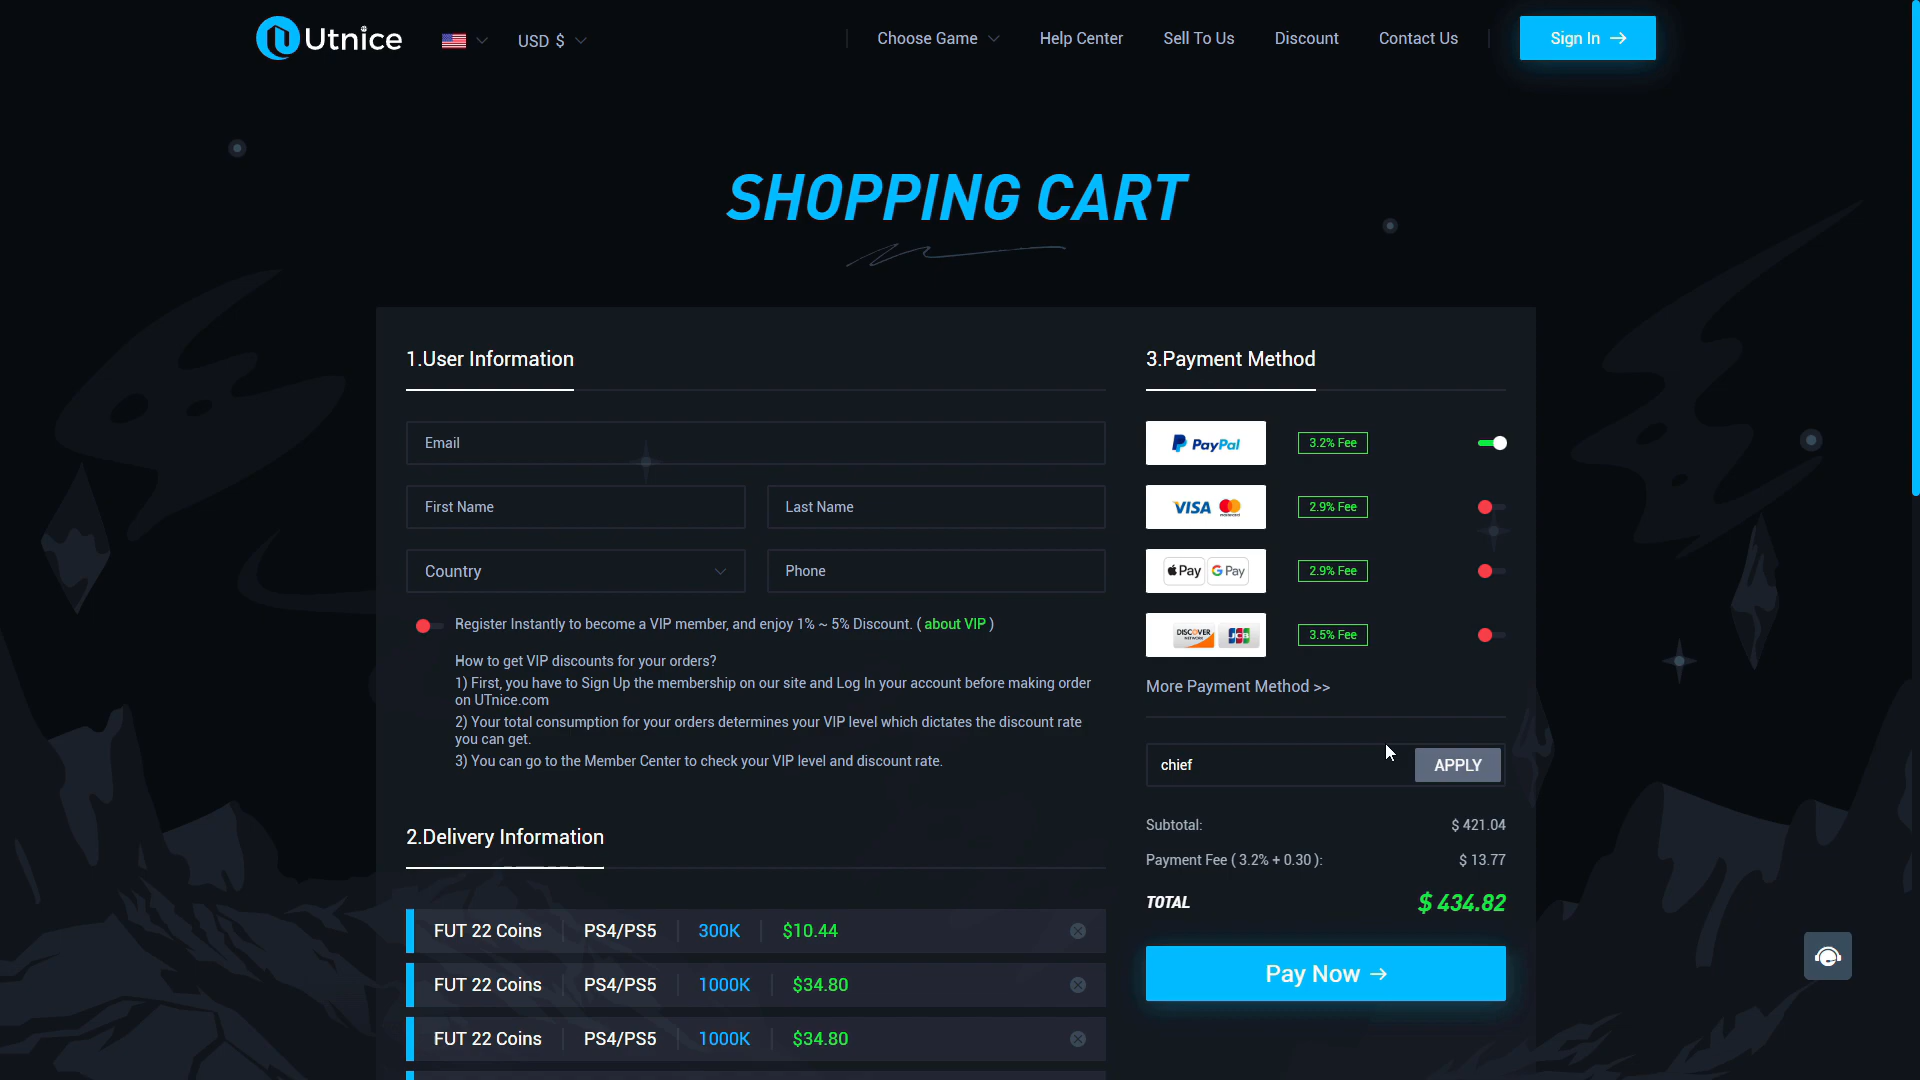 Utnice
USD $
Choose Game
Help Center
Sell To Us
Discount
Contact Us
Sign In
SHOPPING CART
1.User Information
Email
First Name
Last Name
Country
Phone
Register Instantly to become a VIP member, and enjoy 1% ~ 5% Discount. ( about VIP )
How to get VIP discounts for your orders?
1) First, you have to Sign Up the membership on our site and Log In your account before making order
on UTnice.com
2) Your total consumption for your orders determines your VIP level which dictates the discount rate
you can get.
3) You can go to the Member Center to check your VIP level and discount rate.
2.Delivery Information
FUT 22 Coins PS4/PS5 300K $10.44
FUT 22 Coins PS4/PS5 1000K $34.80
FUT 22 Coins PS4/PS5 1000K $34.80
3.Payment Method
PayPal 3.2% Fee
VISA mastercard 2.9% Fee
Pay G Pay 2.9% Fee
DISCOVER NETWORK JCB 3.5% Fee
More Payment Method >>
chief APPLY
Subtotal: $ 421.04
Payment Fee ( 3.2% + 0.30 ): $ 13.77
TOTAL $ 434.82
Pay Now